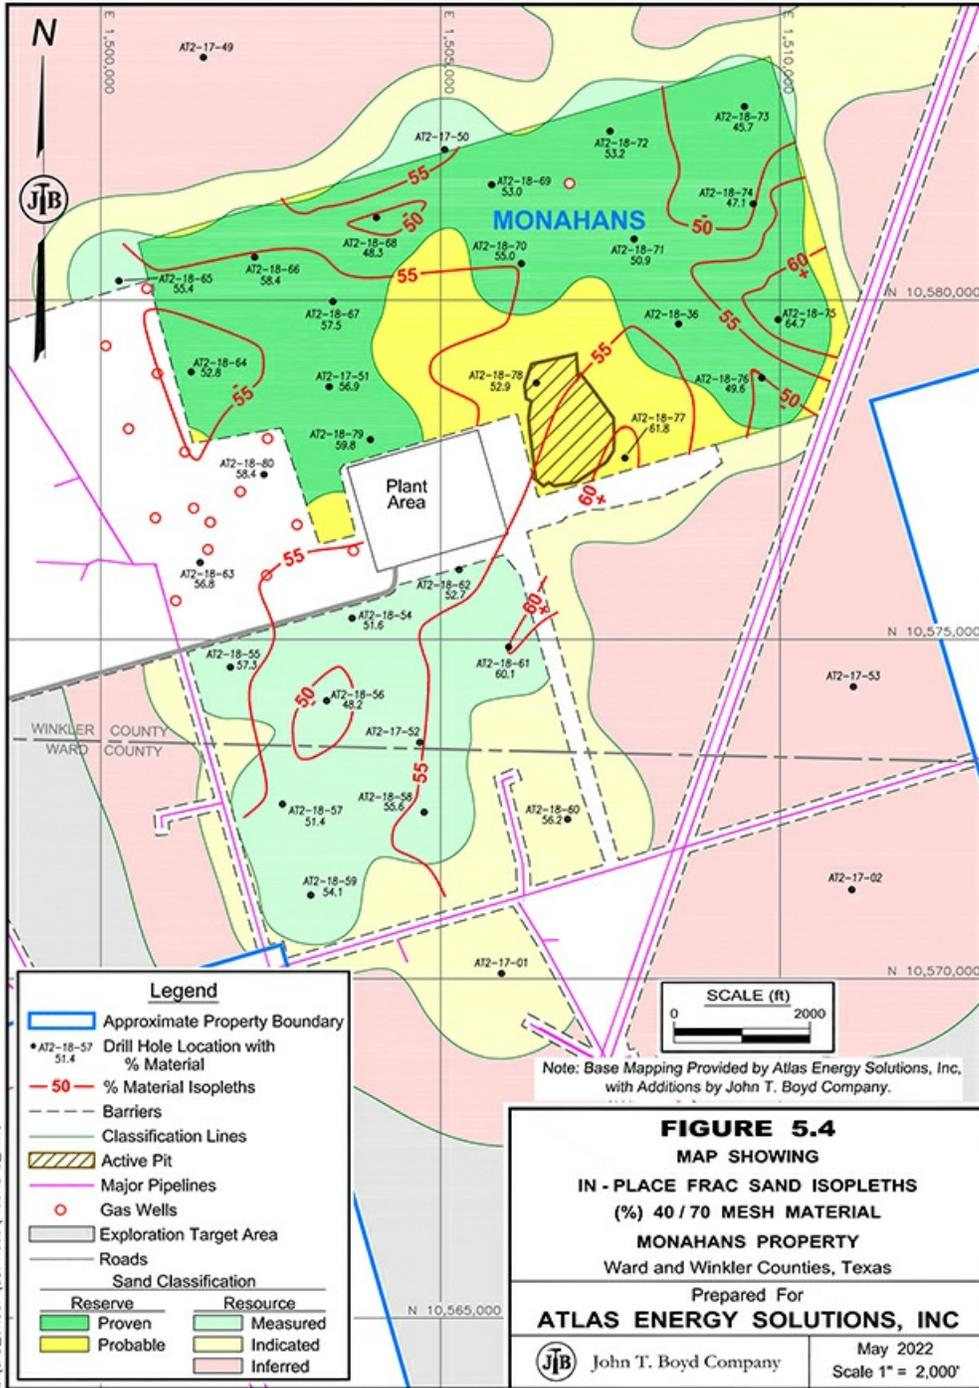 N
JTB
E 1,500,000
E 1,505,000
E 1,510,000
AT2-17-49
AT2-17-50
AT2-18-73
45.7
AT2-18-72
53.2
55
AT2-18-69
53.0
AT2-18-74
47.1
50
MONAHANS
50
AT2-18-68
48.3
AT2-18-70
55.0
AT2-18-71
50.9
AT2-18-66
58.4
55
60+
AT2-18-65
55.4
N 10,580,000
AT2-18-67
57.5
AT2-18-36
55
AT2-18-75
64.7
55
AT2-18-64
52.8
55
AT2-17-51
56.9
AT2-18-78
52.9
AT2-18-76
49.6
50
AT2-18-77
61.8
AT2-18-79
59.8
AT2-18-80
58.4
Plant
Area
60+
55
AT2-18-63
56.8
AT2-18-62
52.7
60+
AT2-18-54
51.6
N 10,575,000
AT2-18-55
57.3
AT2-18-61
60.1
AT2-17-53
50
AT2-18-56
48.2
WINKLER COUNTY
WARD COUNTY
AT2-17-52
55
AT2-18-58
55.6
AT2-18-57
51.4
AT2-18-60
56.2
AT2-18-59
54.1
AT2-17-02
AT2-17-01
N 10,570,000
Legend
Approximate Property Boundary
AT2-18-57
51.4
Drill Hole Location with
% Material
50
% Material Isopleths
Barriers
Classification Lines
Active Pit
Major Pipelines
Gas Wells
Exploration Target Area
Roads
Sand Classification
Reserve
Resource
Proven
Measured
Probable
Indicated
Inferred
SCALE (ft)
0 2000
Note: Base Mapping Provided by Atlas Energy Solutions, Inc,
with Additions by John T. Boyd Company.
N 10,565,000
FIGURE 5.4
MAP SHOWING
IN - PLACE FRAC SAND ISOPLETHS
(%) 40 / 70 MESH MATERIAL
MONAHANS PROPERTY
Ward and Winkler Counties, Texas
Prepared For
ATLAS ENERGY SOLUTIONS, INC
JTB
John T. Boyd Company
May 2022
Scale 1" = 2,000'